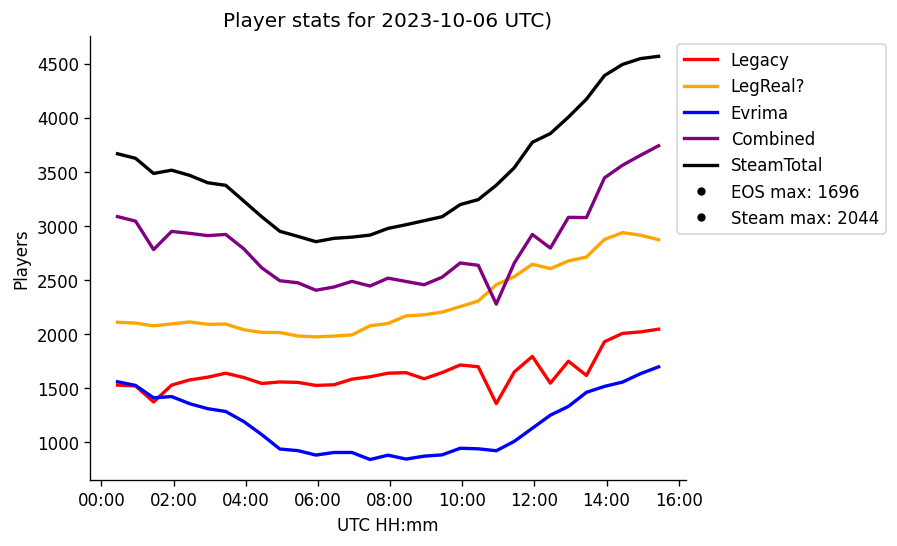 Player stats for 2023-10-06 UTC)
Players
4500
4000
3500
3000
2500
2000
1500
1000
00:00 02:00 04:00 06:00 08:00 10:00 12:00 14:00 16:00
UTC HH:mm
Legacy
LegReal?
Evrima
Combined
SteamTotal
EOS max: 1696
Steam max: 2044